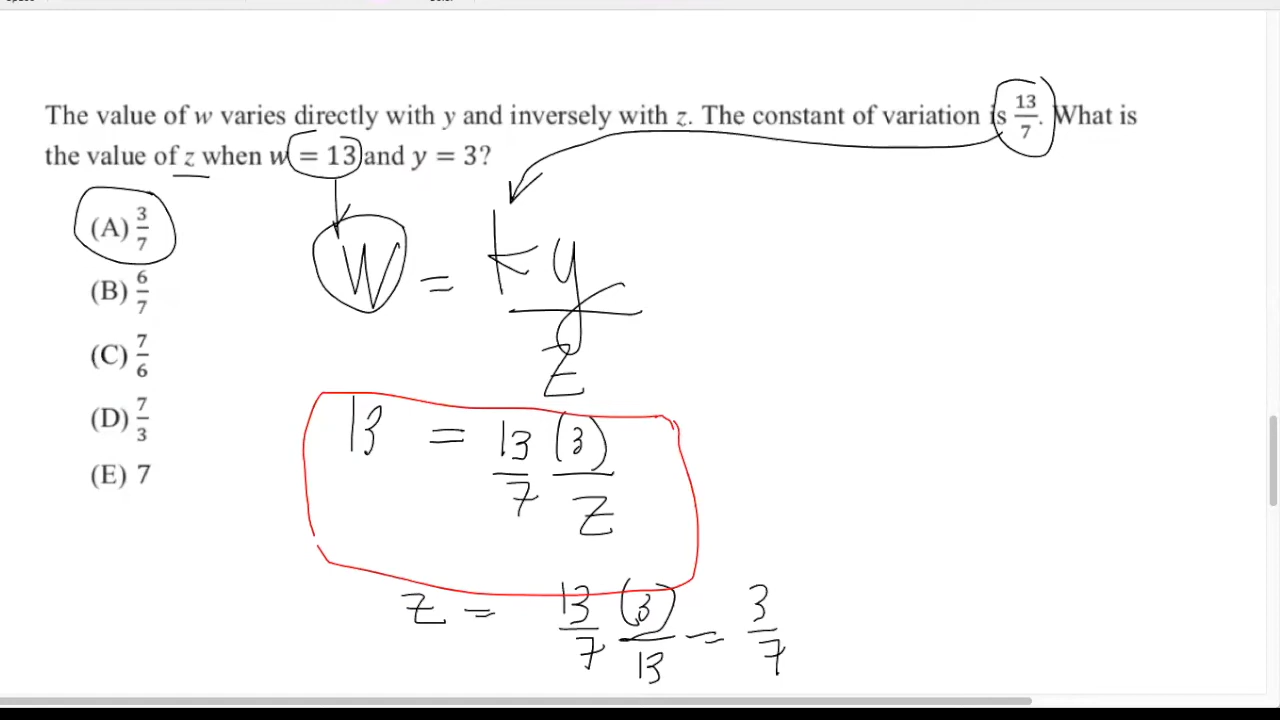 The value of w varies directly with y and inversely with z. The constant of variation is 13/7. What is
the value of z when w = 13 and y = 3?
(A) 3/7
(B) 6/7
(C) 7/6
(D) 7/3
(E) 7
W = ky/z
13 = 13/7 (3)/z
z = 13/7 (3)/13 = 3/7